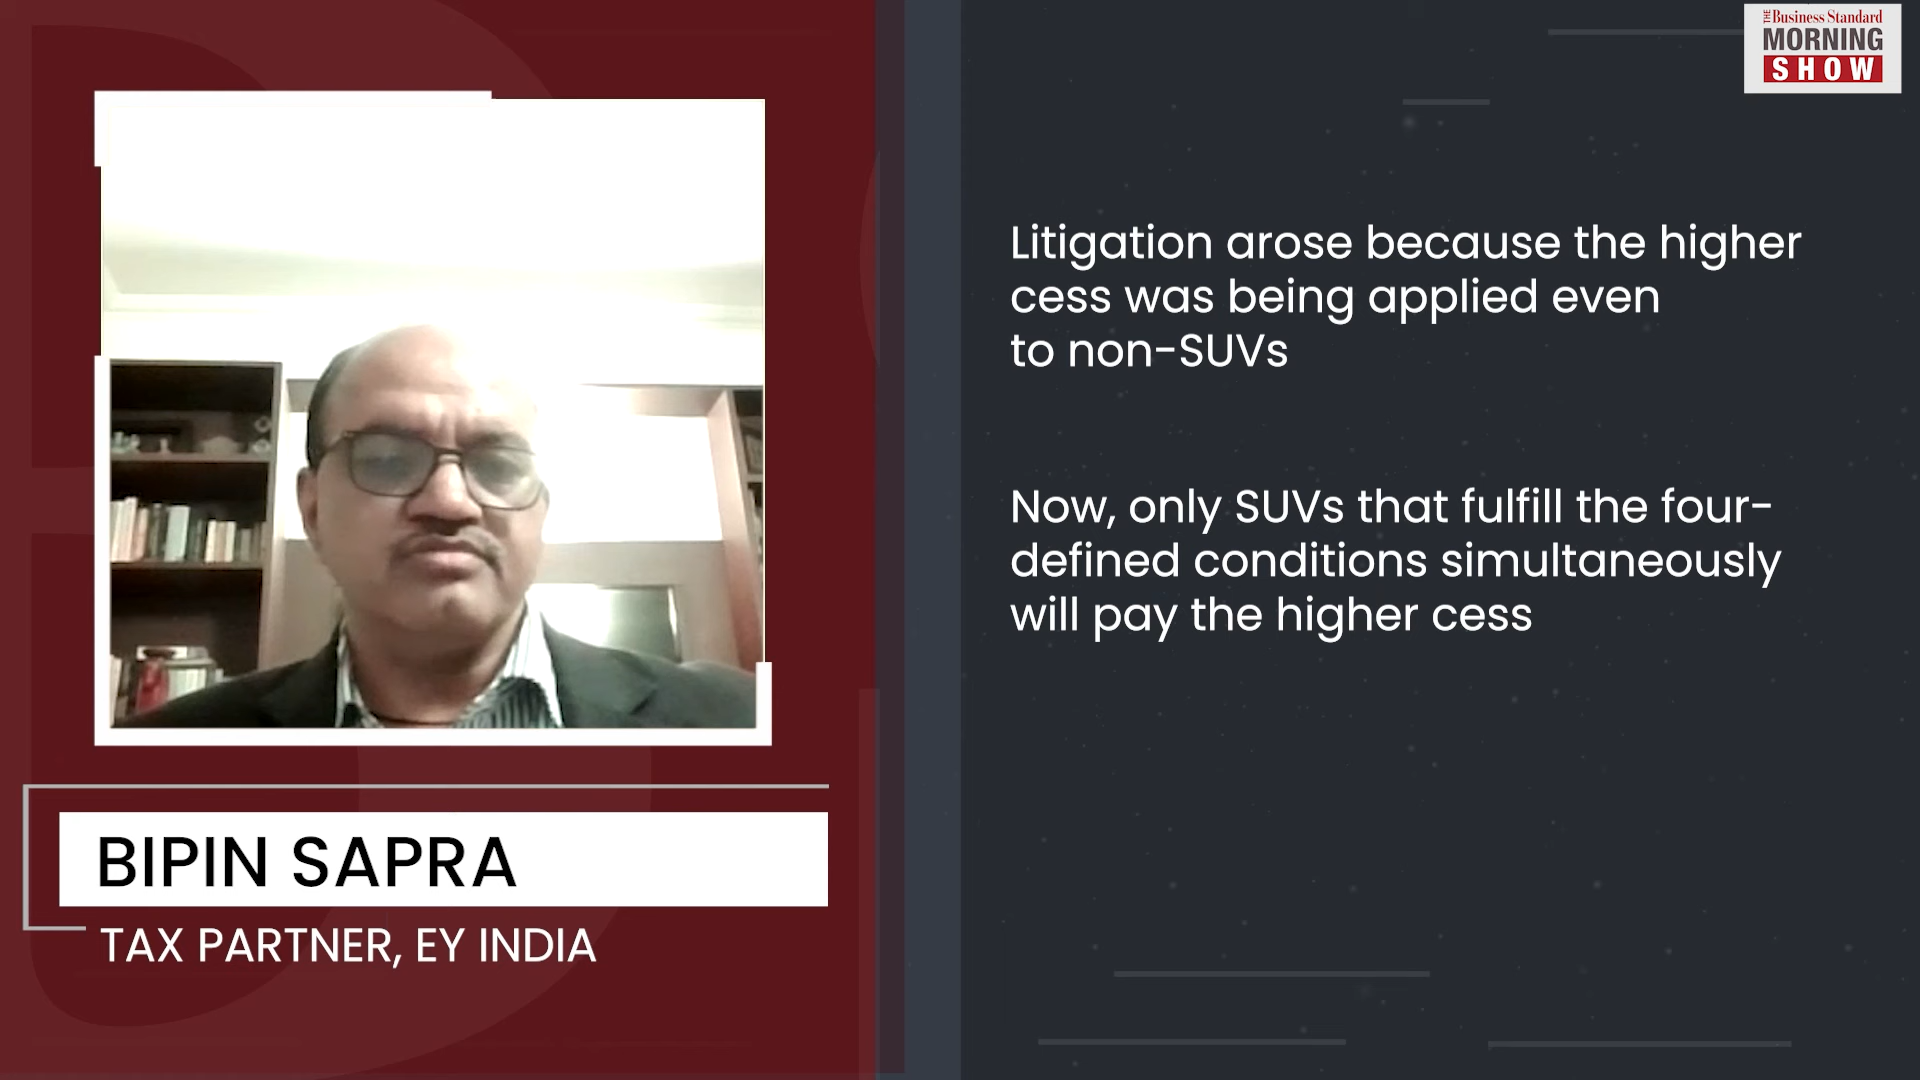 THE Business Standard
MORNING
SHOW
Litigation arose because the higher
cess was being applied even
to non-SUVs
Now, only SUVs that fulfill the four-
defined conditions simultaneously
will pay the higher cess
BIPIN SAPRA
TAX PARTNER, EY INDIA